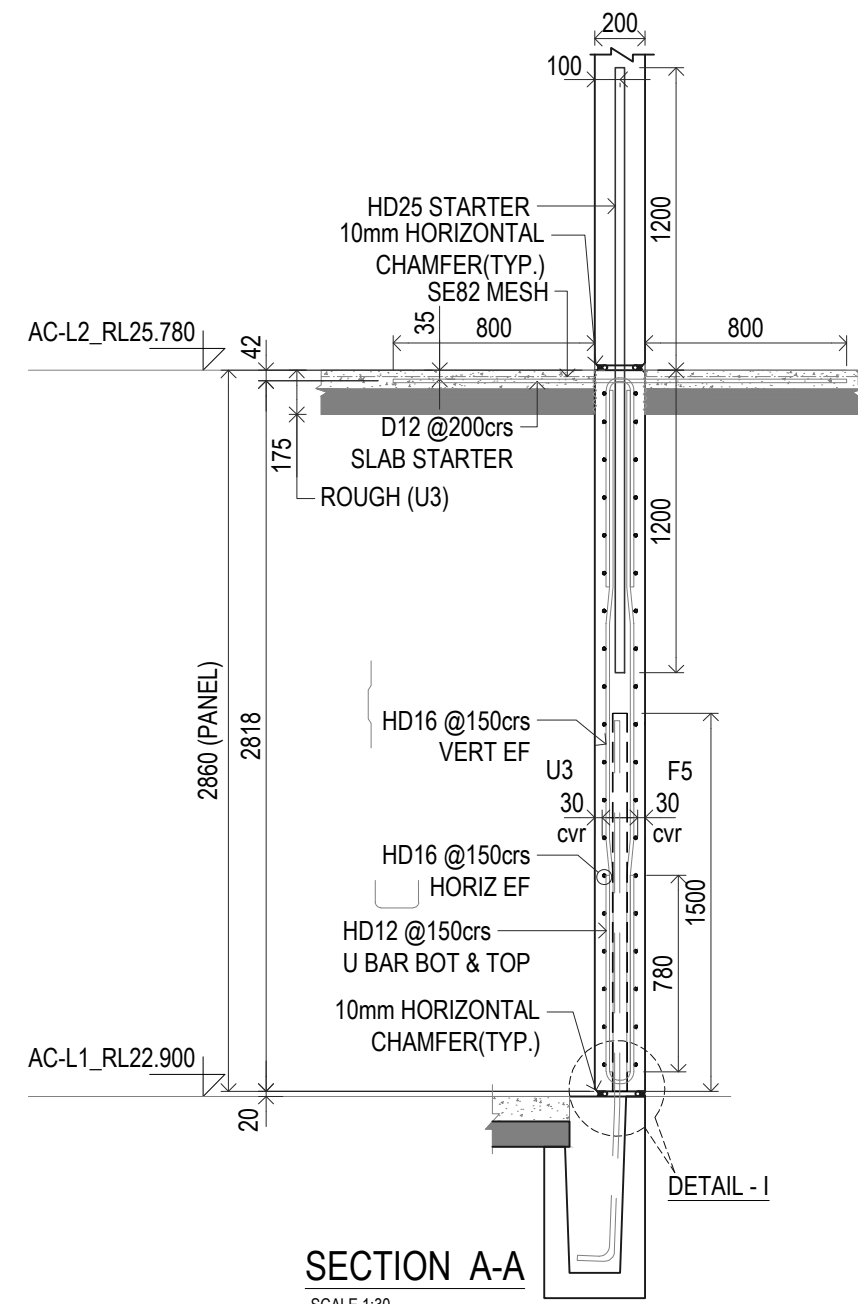 200
100
HD25 STARTER
1200
10mm HORIZONTAL
CHAMFER(TYP.)
SE82 MESH
AC-L2_RL25.780
42
35
800
800
175
D12 @200crs
SLAB STARTER
ROUGH (U3)
1200
2860 (PANEL)
2818
HD16 @150crs
VERT EF
U3
F5
30
cvr
30
cvr
HD16 @150crs
HORIZ EF
1500
HD12 @150crs
U BAR BOT & TOP
780
10mm HORIZONTAL
CHAMFER(TYP.)
AC-L1_RL22.900
20
DETAIL - I
SECTION A-A
SCALE 1:30